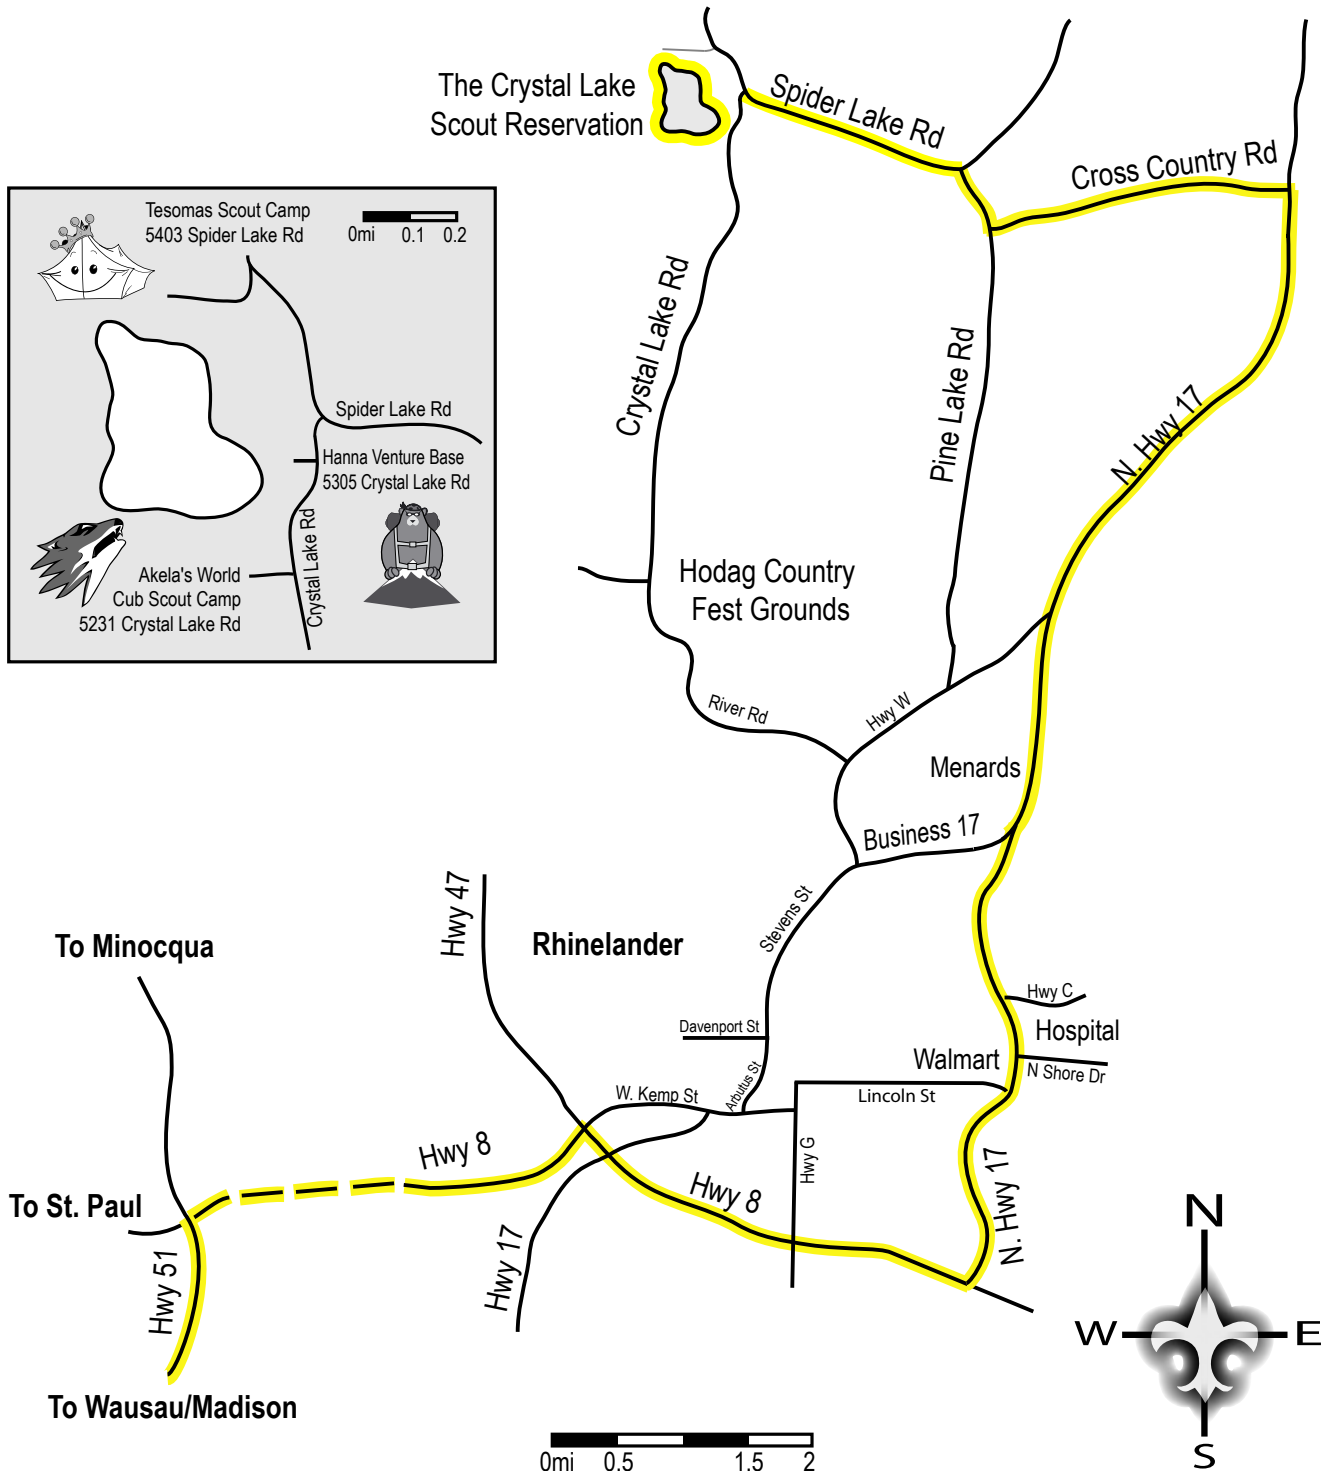 The Crystal Lake
Scout Reservation
Spider Lake Rd
Cross Country Rd
Tesomas Scout Camp
5403 Spider Lake Rd
0mi 0.1 0.2
Spider Lake Rd
Hanna Venture Base
5305 Crystal Lake Rd
Crystal Lake Rd
Akela's World
Cub Scout Camp
5231 Crystal Lake Rd
Crystal Lake Rd
Pine Lake Rd
N. Hwy 17
Hodag Country
Fest Grounds
River Rd
Hwy W
Menards
Business 17
Stevens St
Hwy 47
Rhinelander
To Minocqua
Hwy C
Hospital
Davenport St
Walmart
N Shore Dr
Arbutus St
W. Kemp St
Lincoln St
Hwy 8
Hwy G
Hwy 8
N. Hwy 17
To St. Paul
Hwy 51
Hwy 17
To Wausau/Madison
N
W E
S
0mi 0.5 1.5 2